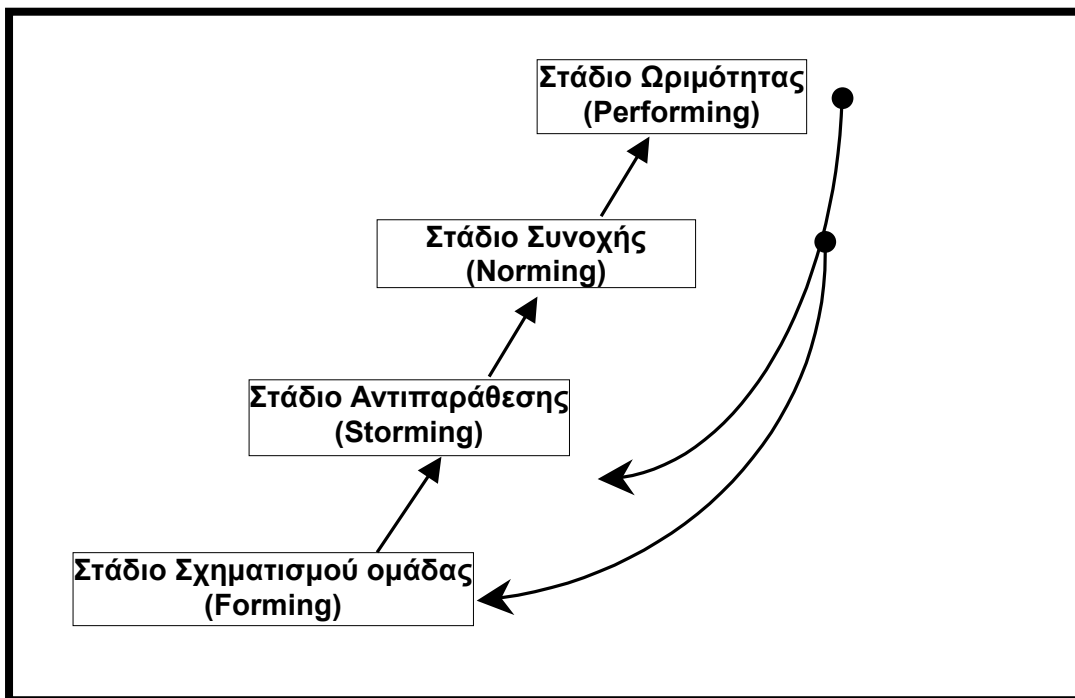 Στάδιο Ωριμότητας
(Performing)
Στάδιο Συνοχής
(Norming)
Στάδιο Αντιπαράθεσης
(Storming)
Στάδιο Σχηματισμού ομάδας
(Forming)